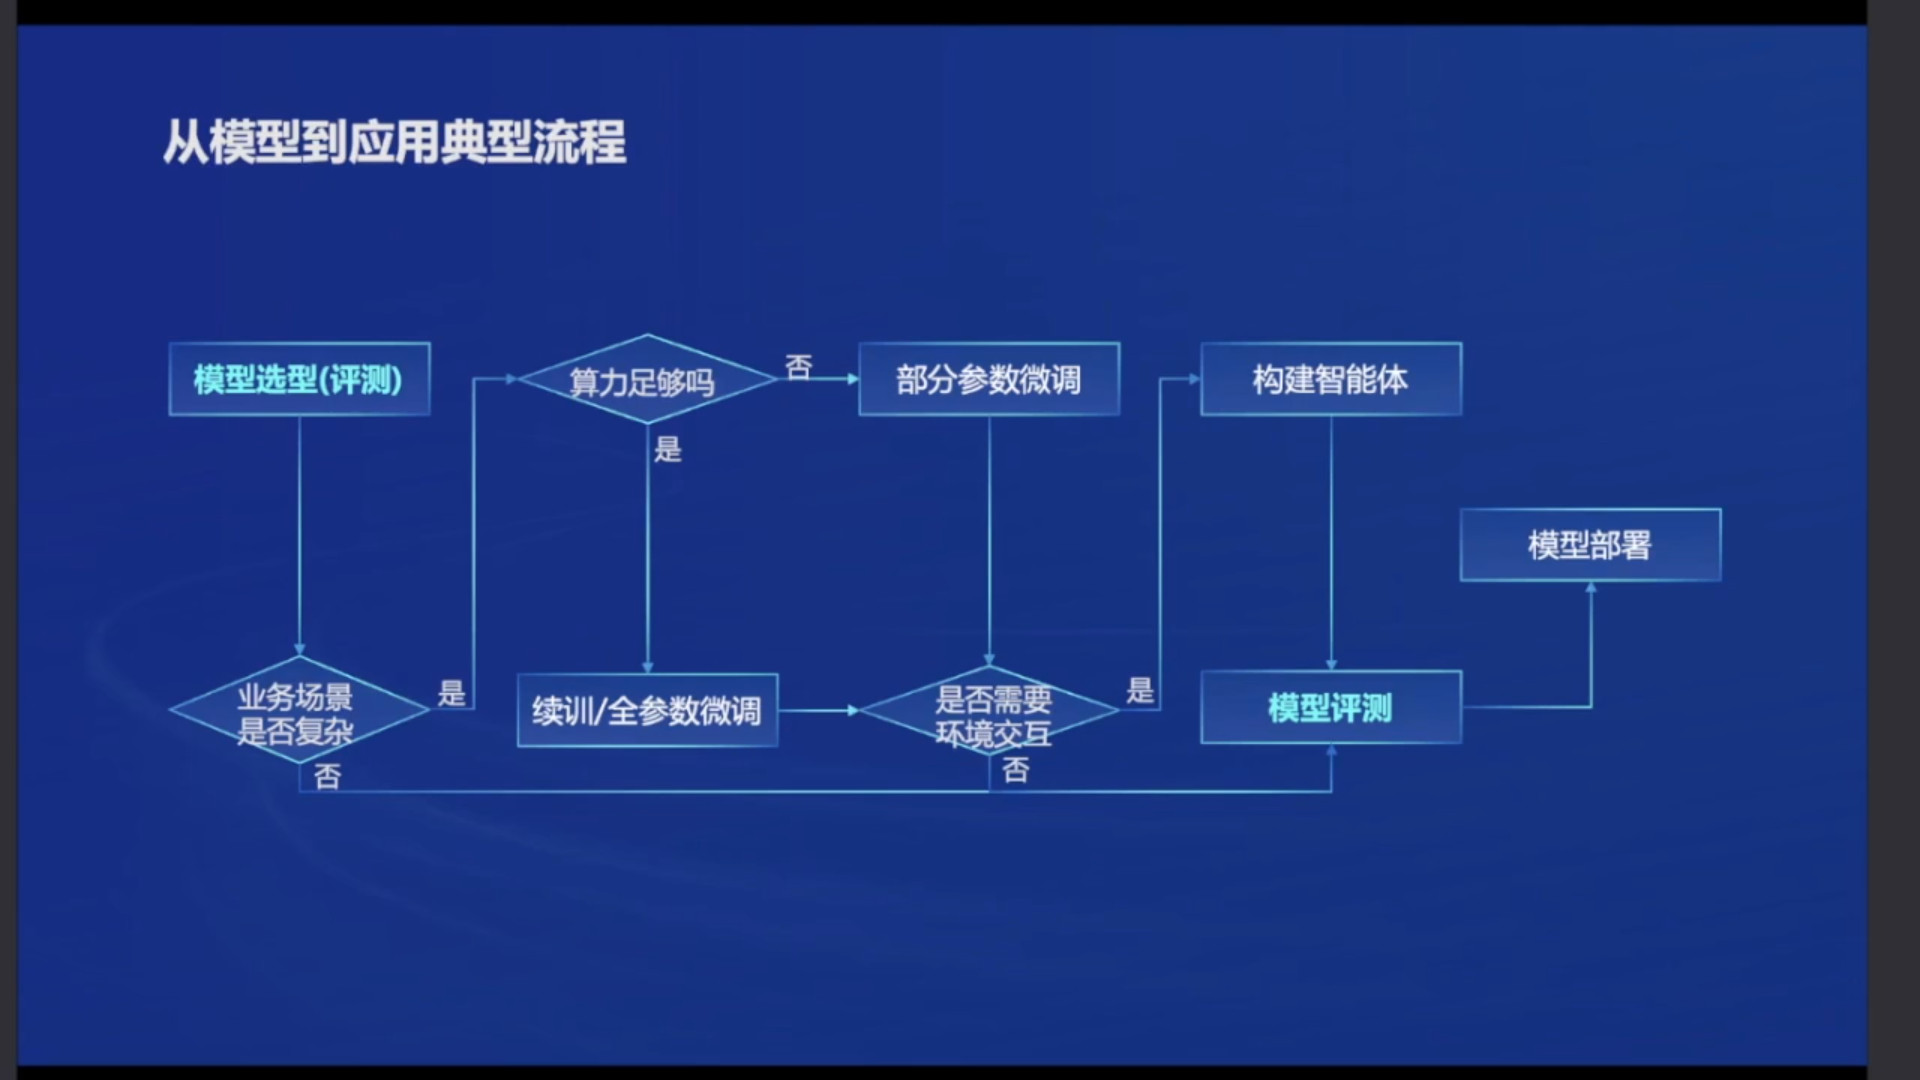 从模型到应用典型流程
模型选型(评测)
算力足够吗
否
部分参数微调
构建智能体
是
模型部署
业务场景
是否复杂
是
续训/全参数微调
是否需要
环境交互
是
模型评测
否
否